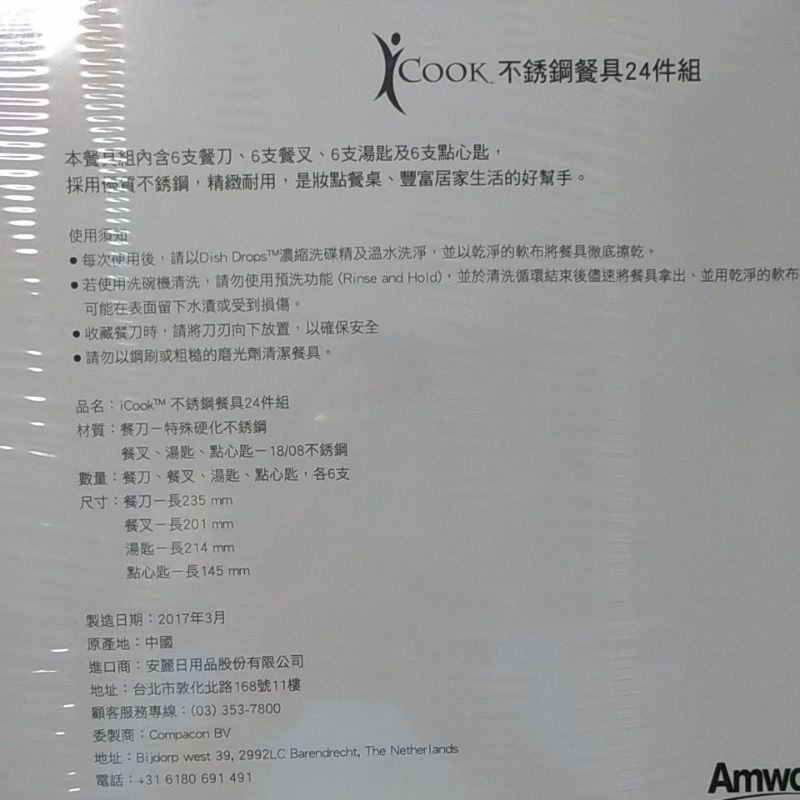 iCOOK™ 不銹鋼餐具24件組
本餐具組內含6支餐刀、6支餐叉、6支湯匙及6支點心匙，
採用優質不銹鋼，精緻耐用，是妝點餐桌、豐富居家生活的好幫手。
使用須知
● 每次使用後，請以Dish Drops™濃縮洗碟精及溫水洗淨，並以乾淨的軟布將餐具徹底擦乾。
● 若使用洗碗機清洗，請勿使用預洗功能 (Rinse and Hold)，並於清洗循環結束後儘速將餐具拿出、並用乾淨的軟布
可能在表面留下水漬或受到損傷。
● 收藏餐刀時，請將刀刃向下放置，以確保安全
● 請勿以鋼刷或粗糙的磨光劑清潔餐具。
品名：iCook™ 不銹鋼餐具24件組
材質：餐刀－特殊硬化不銹鋼
餐叉、湯匙、點心匙－18/08不銹鋼
數量：餐刀、餐叉、湯匙、點心匙，各6支
尺寸：餐刀－長235 mm
餐叉－長201 mm
湯匙－長214 mm
點心匙－長145 mm
製造日期：2017年3月
原產地：中國
進口商：安麗日用品股份有限公司
地址：台北市敦化北路168號11樓
顧客服務專線：(03) 353-7800
委製商：Compacon BV
地址：Bijdorp west 39, 2992LC Barendrecht, The Netherlands
電話：+31 6180 691 491
Amwa